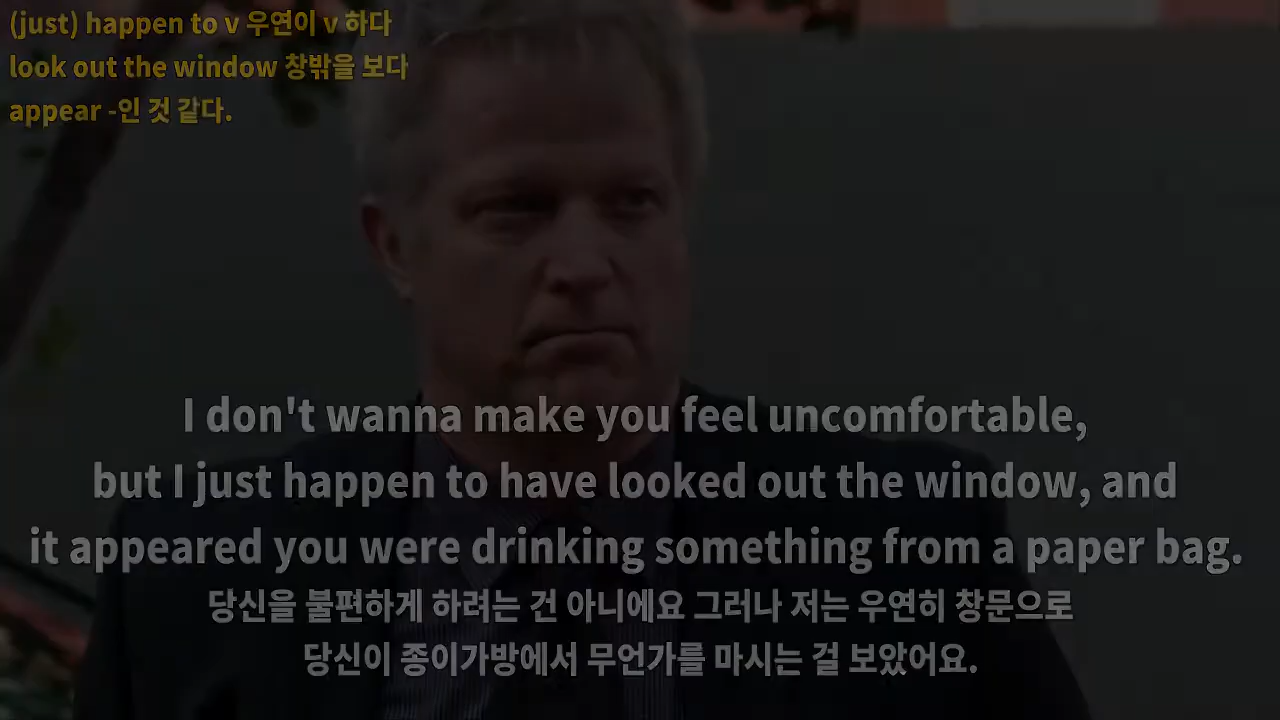 (just) happen to v 우연이 v 하다
look out the window 창밖을 보다
appear -인 것 같다.
I don't wanna make you feel uncomfortable,
but I just happen to have looked out the window, and
it appeared you were drinking something from a paper bag.
당신을 불편하게 하려는 건 아니에요 그러나 저는 우연히 창문으로
당신이 종이가방에서 무언가를 마시는 걸 보았어요.